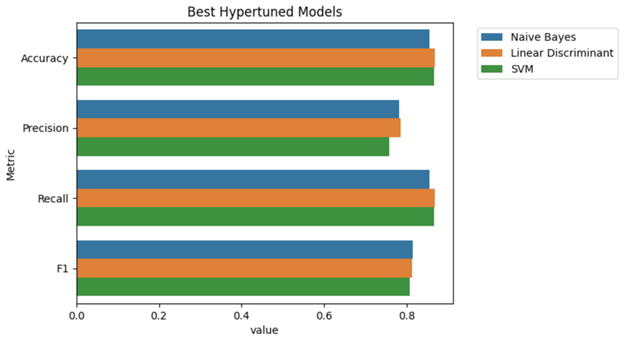 Best Hypertuned Models
Naive Bayes
Linear Discriminant
SVM
Metric
Accuracy
Precision
Recall
F1
0.0 0.2 0.4 0.6 0.8
value